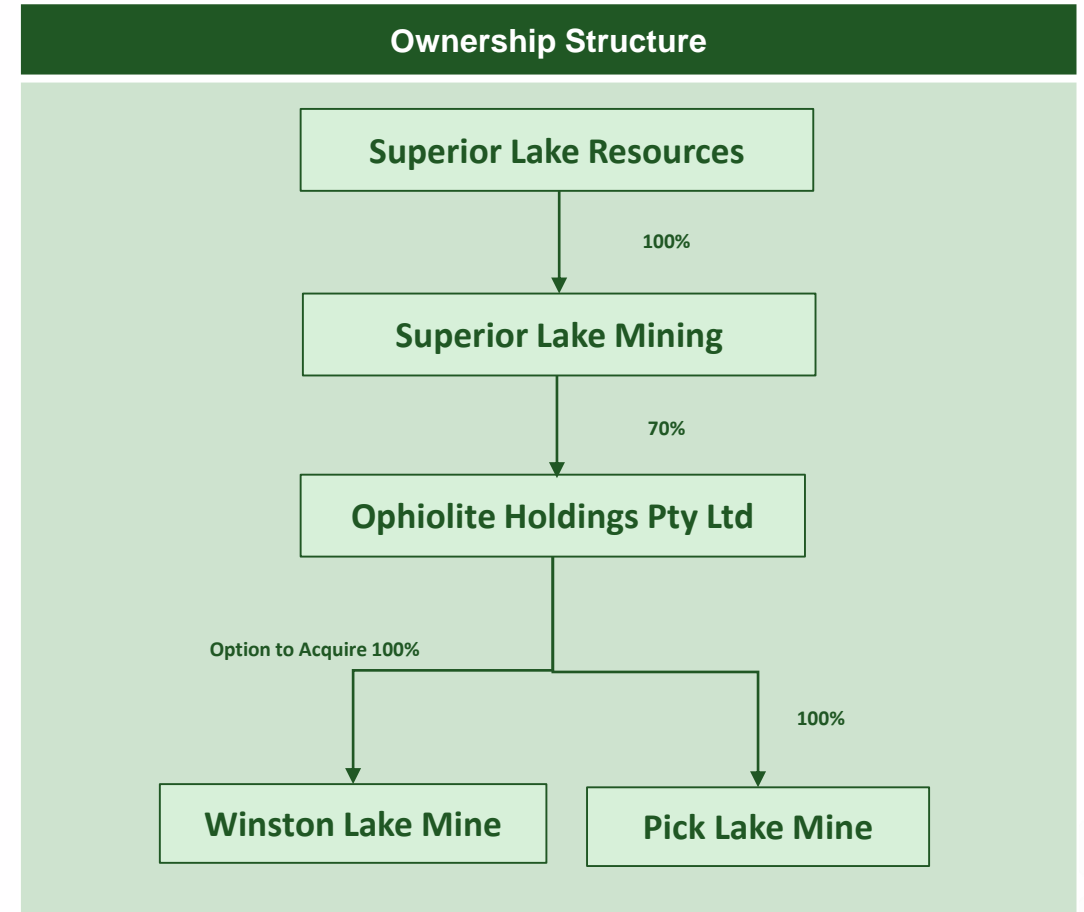 Ownership Structure
Superior Lake Resources
100%
Superior Lake Mining
70%
Ophiolite Holdings Pty Ltd
Option to Acquire 100%
100%
Winston Lake Mine
Pick Lake Mine